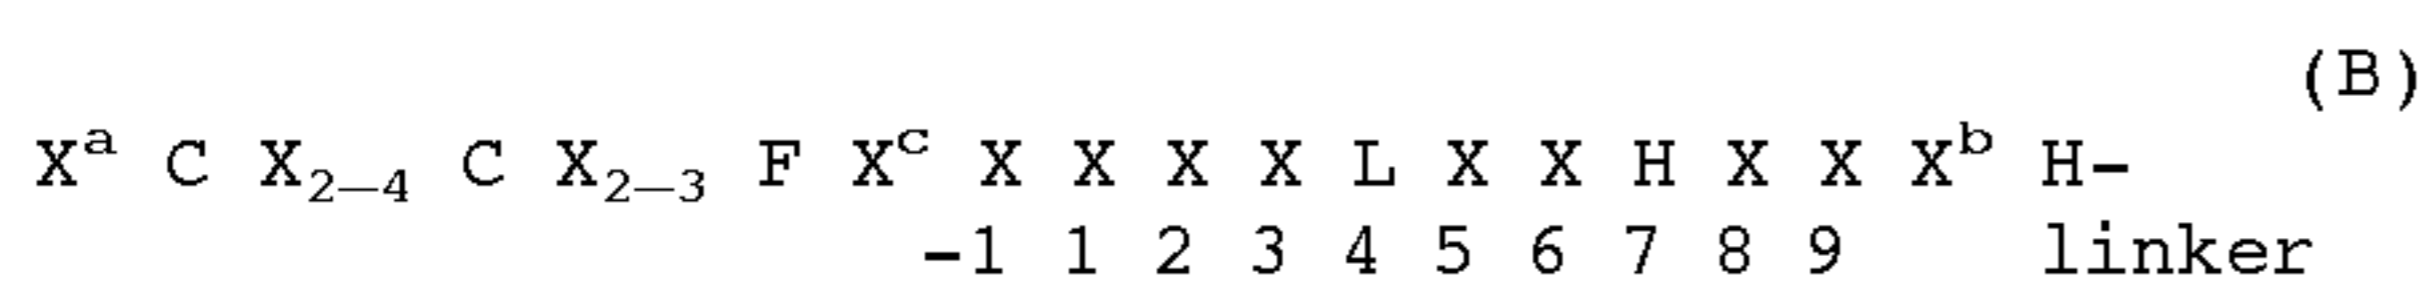 (B)
Xᵃ C X₂₋₄ C X₂₋₃ F Xᶜ X X X X L X X H X X Xᵇ H–
–1 1 2 3 4 5 6 7 8 9 linker